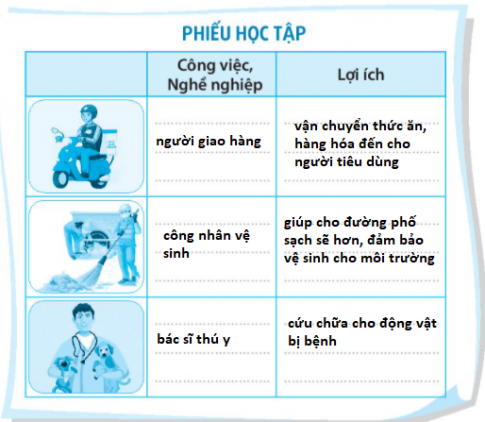 PHIẾU HỌC TẬP
Công việc,
Nghề nghiệp
Lợi ích
người giao hàng
vận chuyển thức ăn,
hàng hóa đến cho
người tiêu dùng
công nhân vệ
sinh
giúp cho đường phố
sạch sẽ hơn, đảm bảo
vệ sinh cho môi trường
bác sĩ thú y
cứu chữa cho động vật
bị bệnh